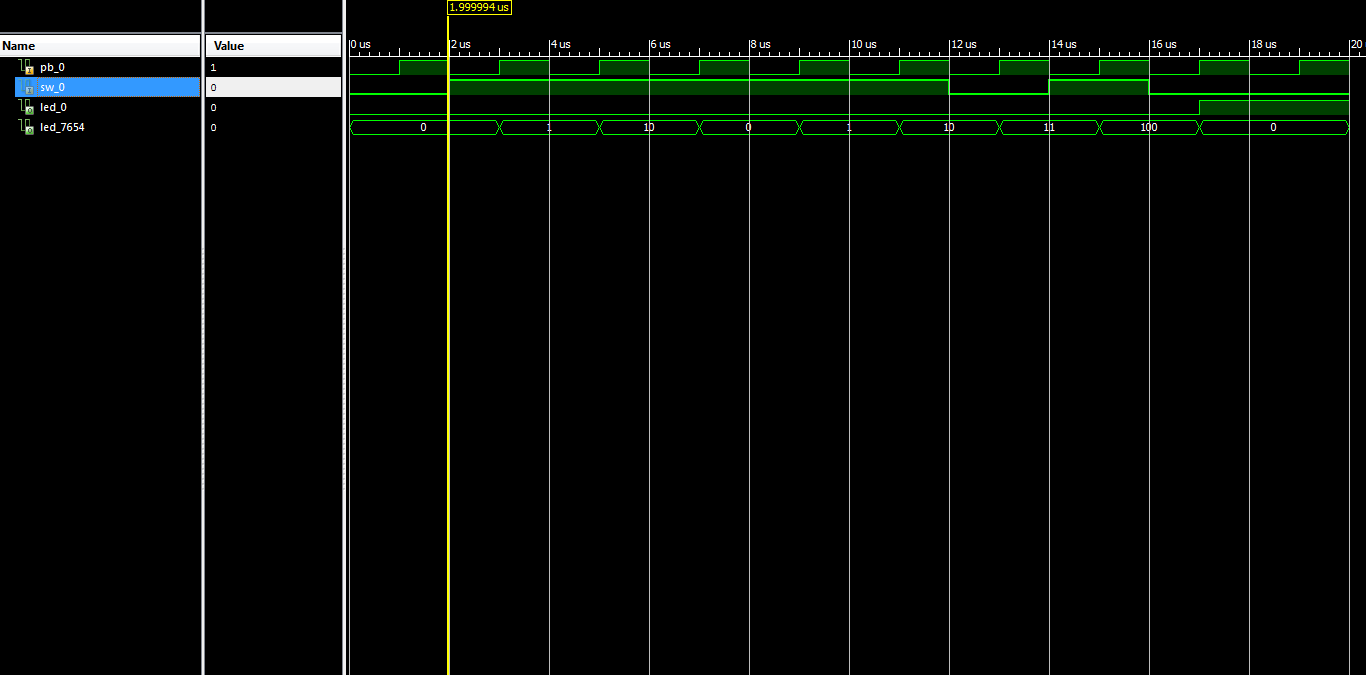 1.999994 us
Name Value 0 us 2 us 4 us 6 us 8 us 10 us 12 us 14 us 16 us 18 us 20
pb_0 1
sw_0 0
led_0 0
led_7654 0 0 1 10 0 1 10 11 100 0